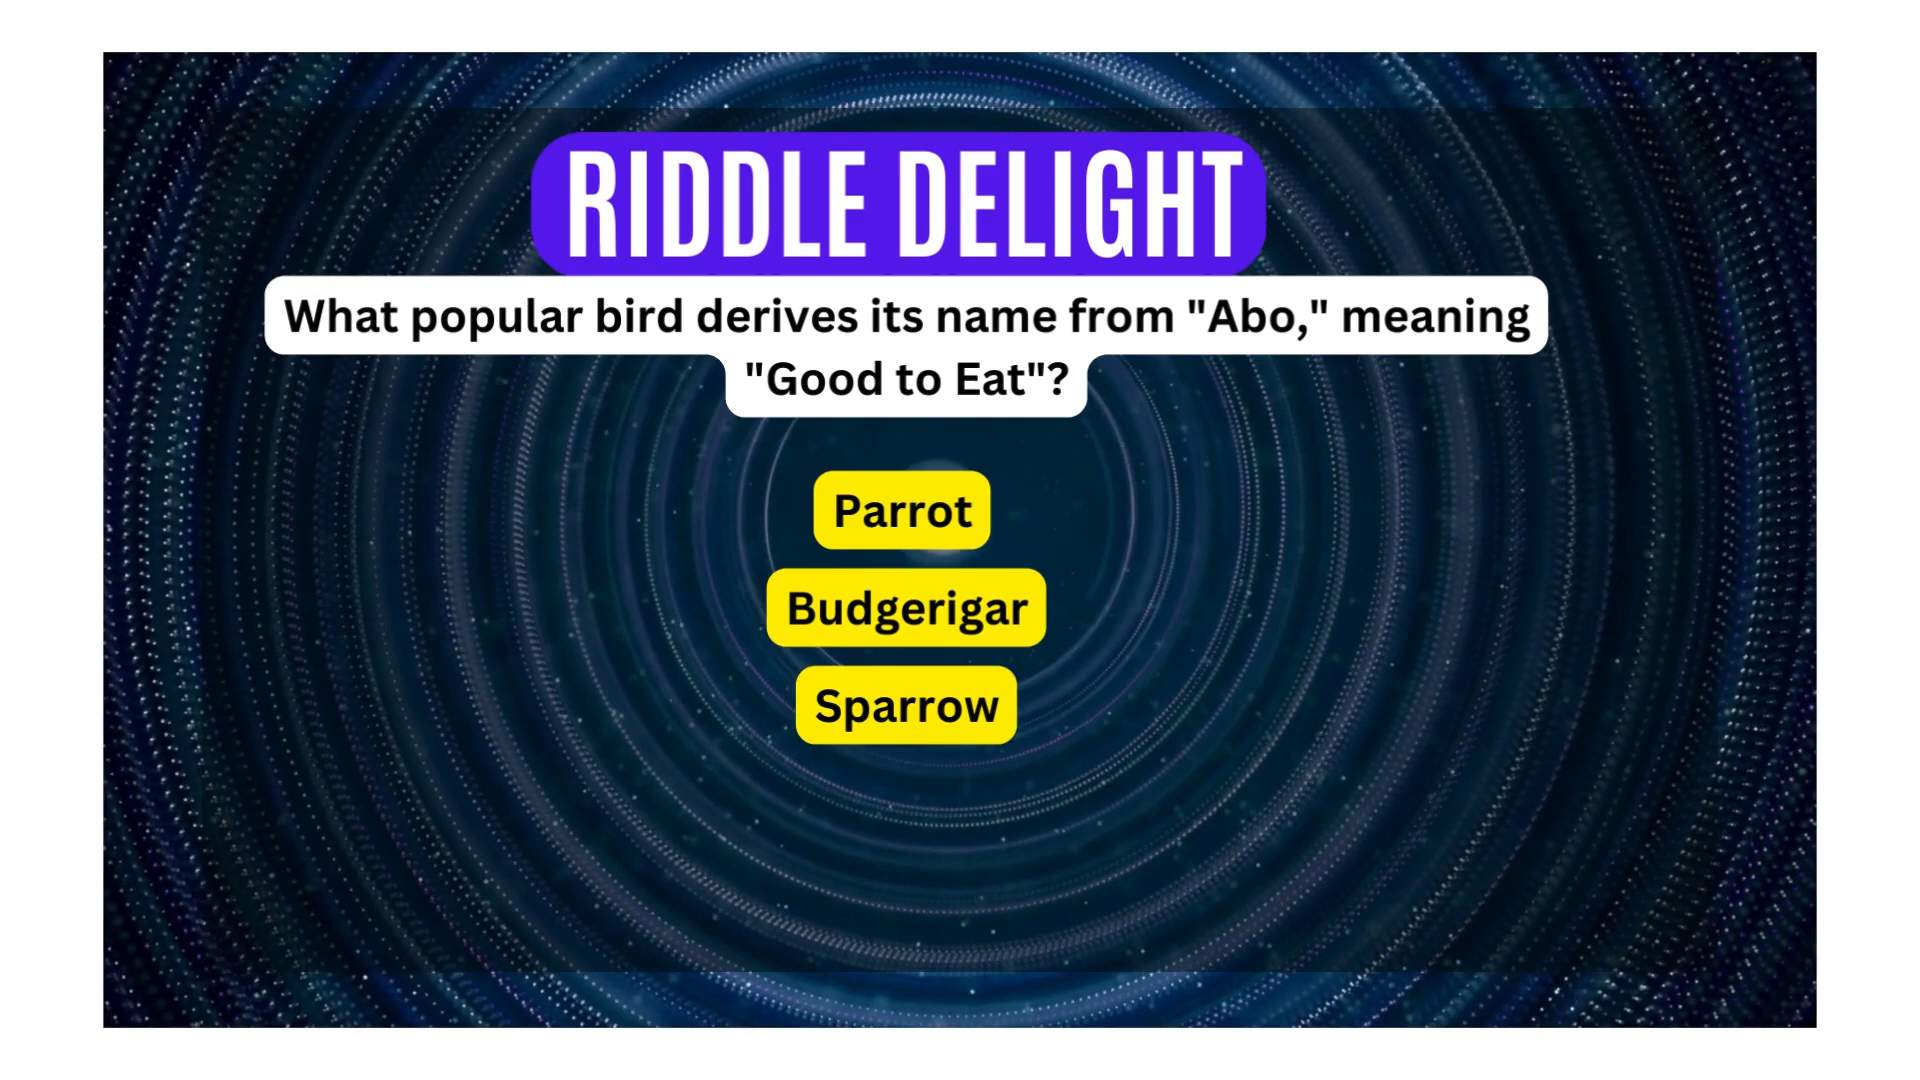 RIDDLE DELIGHT
What popular bird derives its name from "Abo," meaning
"Good to Eat"?
Parrot
Budgerigar
Sparrow